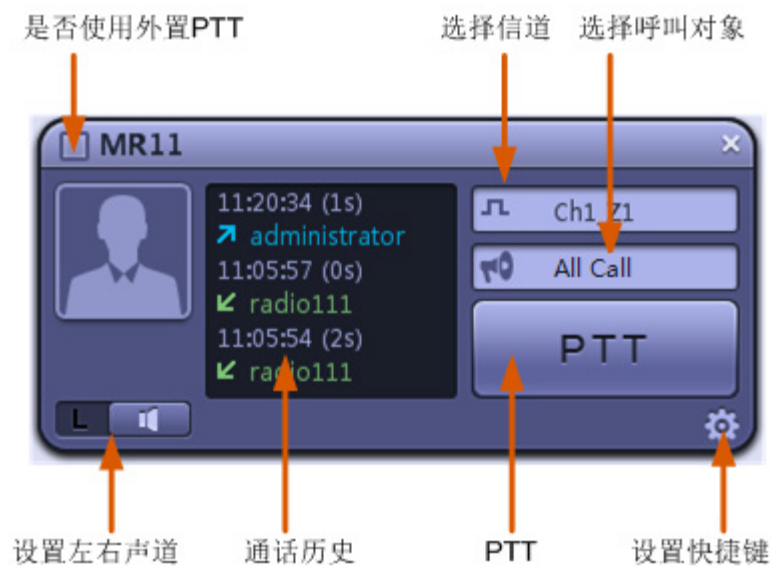 是否使用外置PTT
选择信道
选择呼叫对象
MR11
11:20:34 (1s)
administrator
11:05:57 (0s)
radio111
11:05:54 (2s)
radio111
Ch1_Z1
All Call
PTT
L
设置左右声道
通话历史
PTT
设置快捷键